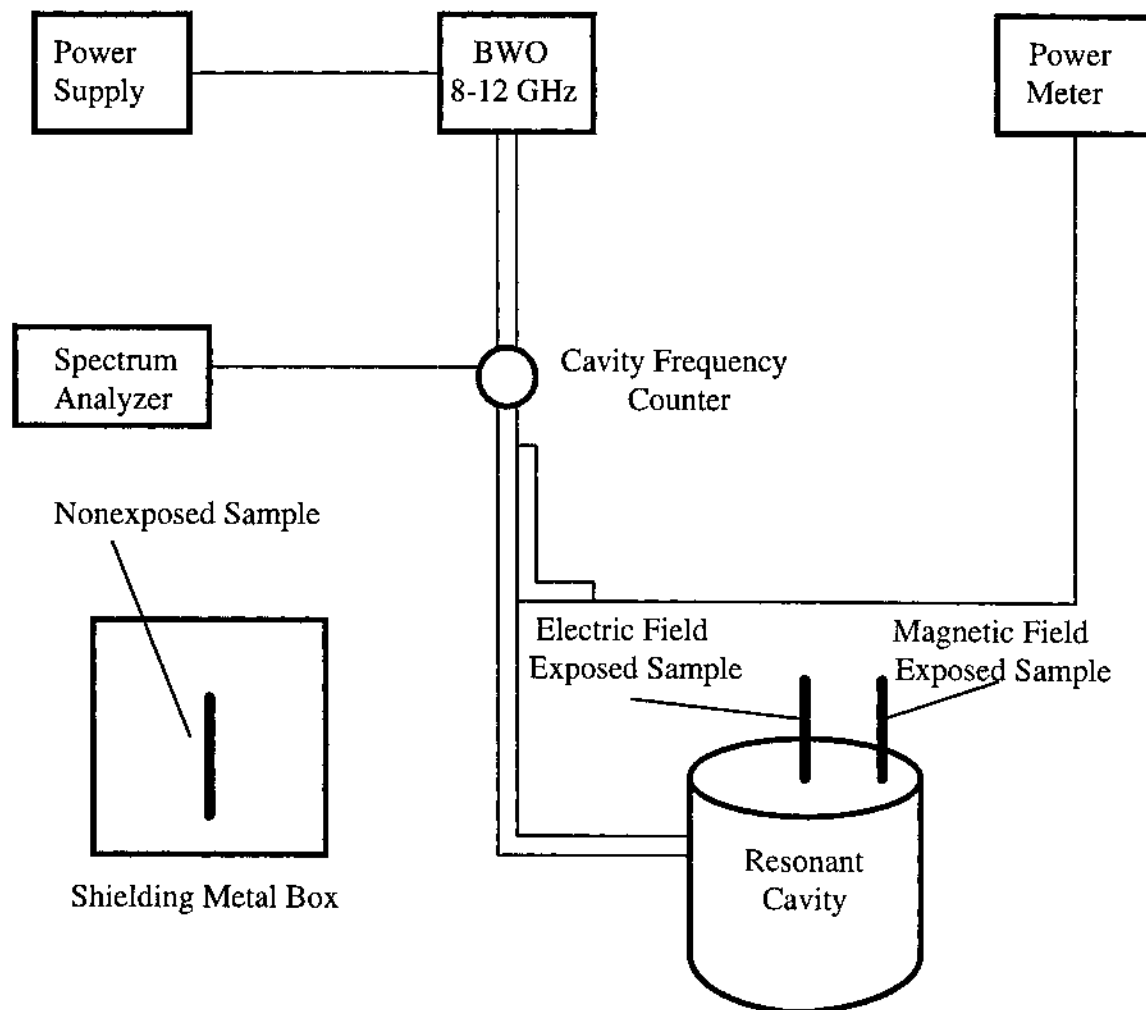 Power
Supply
BWO
8-12 GHz
Power
Meter
Spectrum
Analyzer
Cavity Frequency
Counter
Nonexposed Sample
Electric Field
Exposed Sample
Magnetic Field
Exposed Sample
Shielding Metal Box
Resonant
Cavity